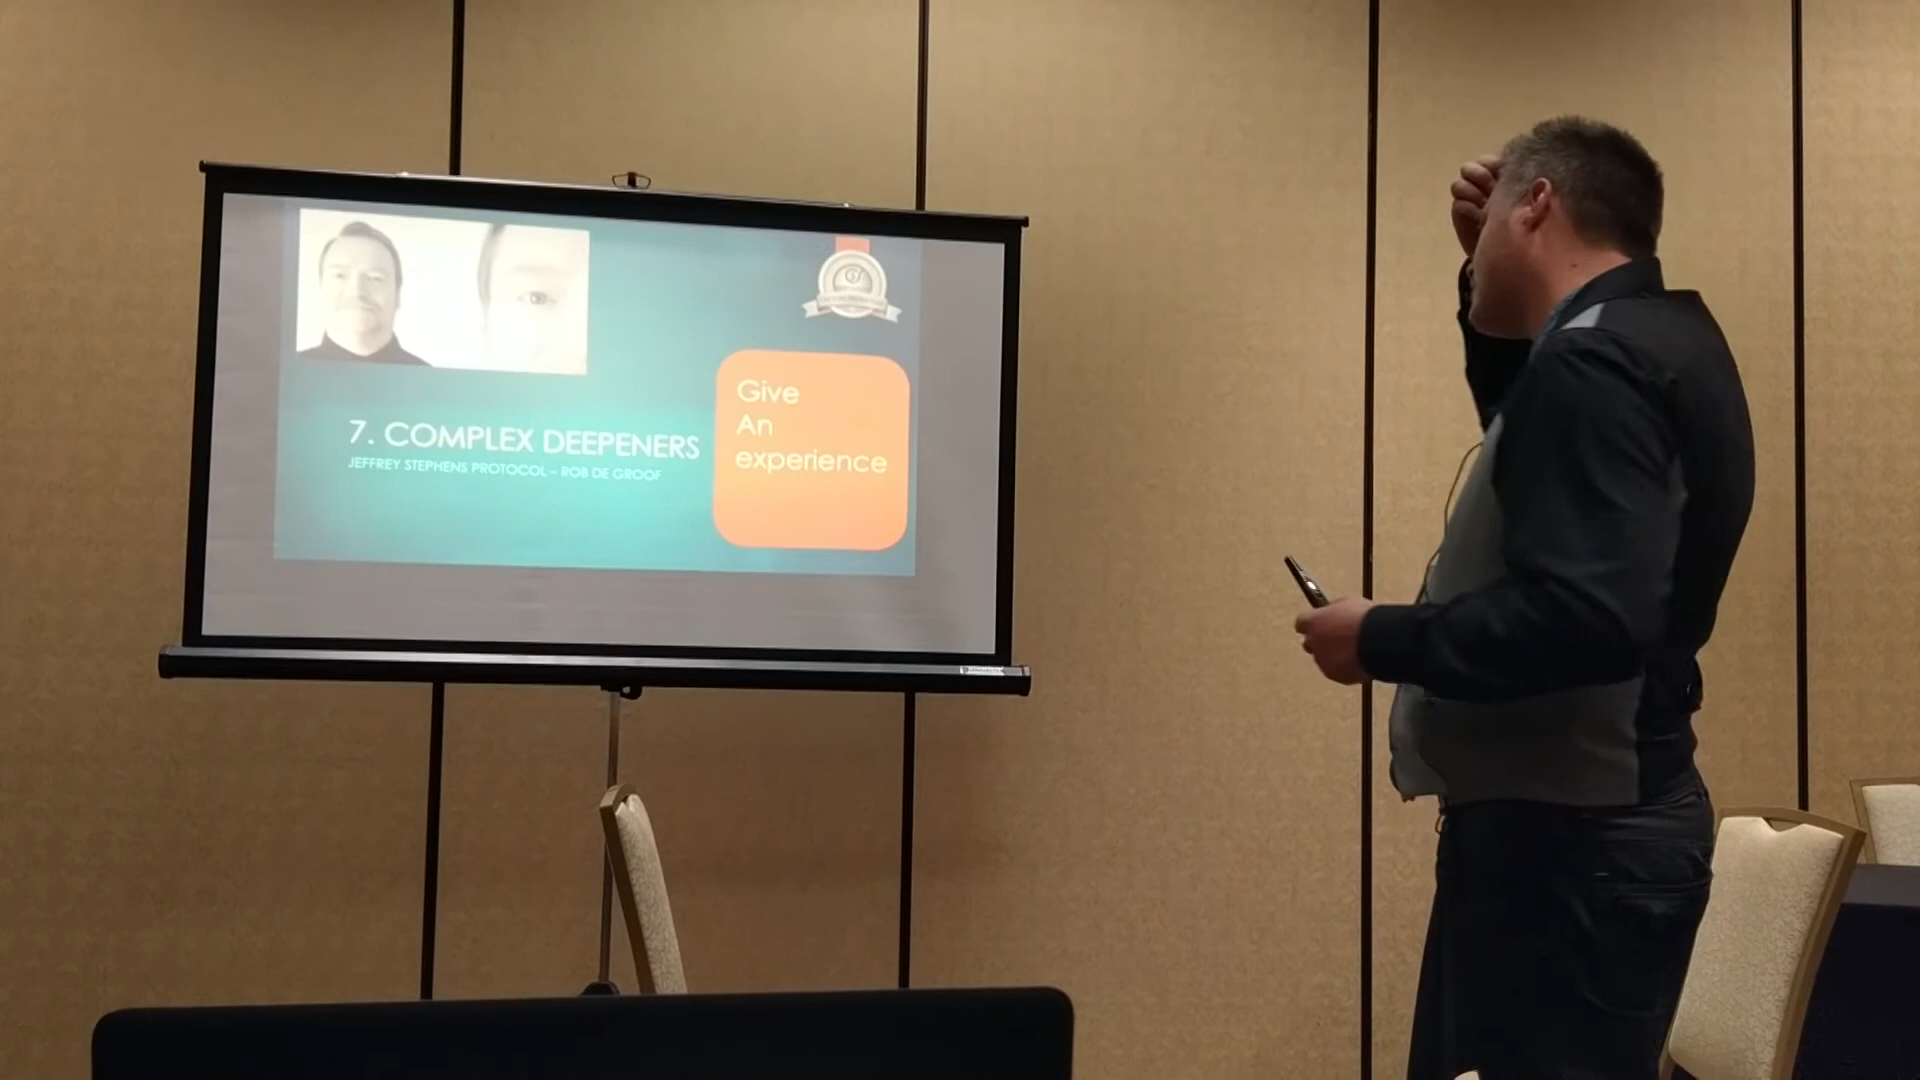 7. COMPLEX DEEPENERS
JEFFREY STEPHENS PROTOCOL – ROB DE GROOF
Give
An
experience